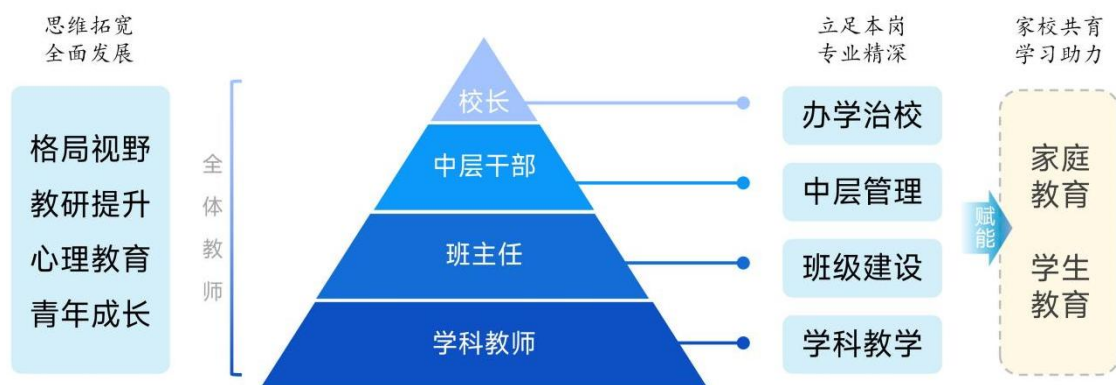 思维拓宽
全面发展
格局视野
教研提升
心理教育
青年成长
全体教师
校长
中层干部
班主任
学科教师
立足本岗
专业精深
办学治校
中层管理
班级建设
学科教学
赋能
家校共育
学习助力
家庭
教育
学生
教育